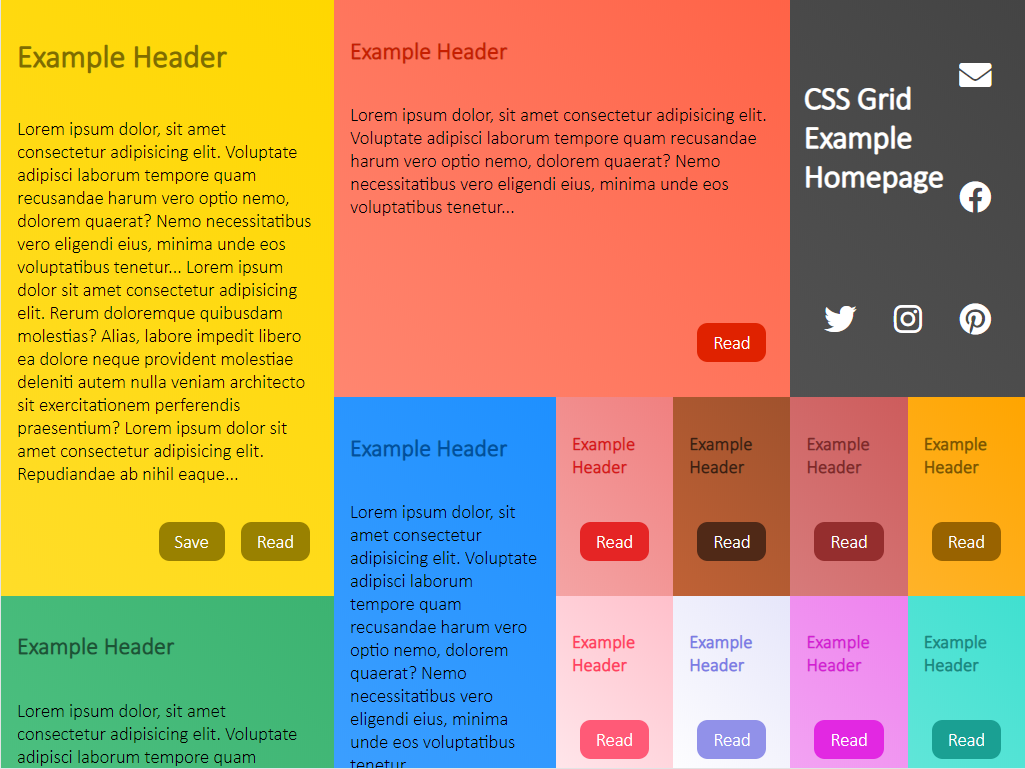 Example Header
Lorem ipsum dolor, sit amet
consectetur adipisicing elit. Voluptate
adipisci laborum tempore quam
recusandae harum vero optio nemo,
dolorem quaerat? Nemo necessitatibus
vero eligendi eius, minima unde eos
voluptatibus tenetur... Lorem ipsum
dolor sit amet consectetur adipisicing
elit. Rerum doloremque quibusdam
molestias? Alias, labore impedit libero
ea dolore neque provident molestiae
deleniti autem nulla veniam architecto
sit exercitationem perferendis
praesentium? Lorem ipsum dolor sit
amet consectetur adipisicing elit.
Repudiandae ab nihil eaque...
Save Read
Example Header
Lorem ipsum dolor, sit amet consectetur adipisicing elit.
Voluptate adipisci laborum tempore quam recusandae
harum vero optio nemo, dolorem quaerat? Nemo
necessitatibus vero eligendi eius, minima unde eos
voluptatibus tenetur...
Read
CSS Grid
Example
Homepage
Example Header
Lorem ipsum dolor, sit
amet consectetur
adipisicing elit. Voluptate
adipisci laborum
tempore quam
recusandae harum vero
optio nemo, dolorem
quaerat? Nemo
necessitatibus vero
eligendi eius, minima
unde eos voluptatibus
tenetur
Example
Header
Read
Example
Header
Read
Example
Header
Read
Example
Header
Read
Example Header
Lorem ipsum dolor, sit amet
consectetur adipisicing elit. Voluptate
adipisci laborum tempore quam
Example
Header
Read
Example
Header
Read
Example
Header
Read
Example
Header
Read